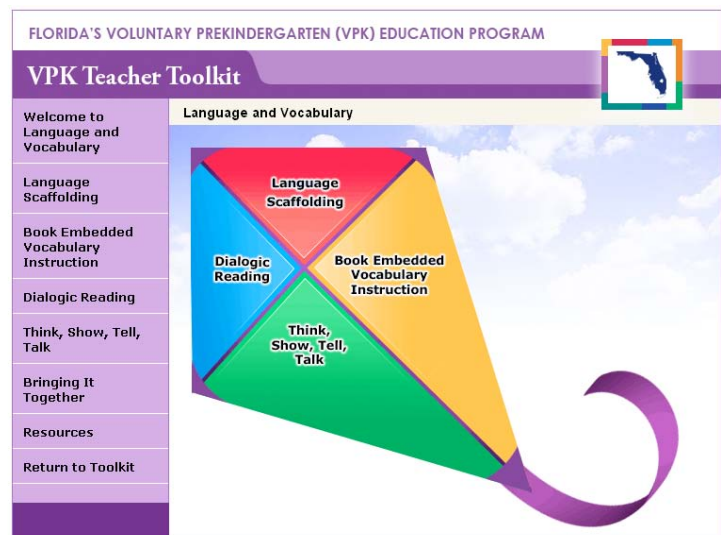 FLORIDA'S VOLUNTARY PREKINDERGARTEN (VPK) EDUCATION PROGRAM
VPK Teacher Toolkit
Welcome to
Language and
Vocabulary
Language
Scaffolding
Book Embedded
Vocabulary
Instruction
Dialogic Reading
Think, Show, Tell,
Talk
Bringing It
Together
Resources
Return to Toolkit
Language and Vocabulary
Language
Scaffolding
Dialogic
Reading
Book Embedded
Vocabulary
Instruction
Think,
Show, Tell,
Talk